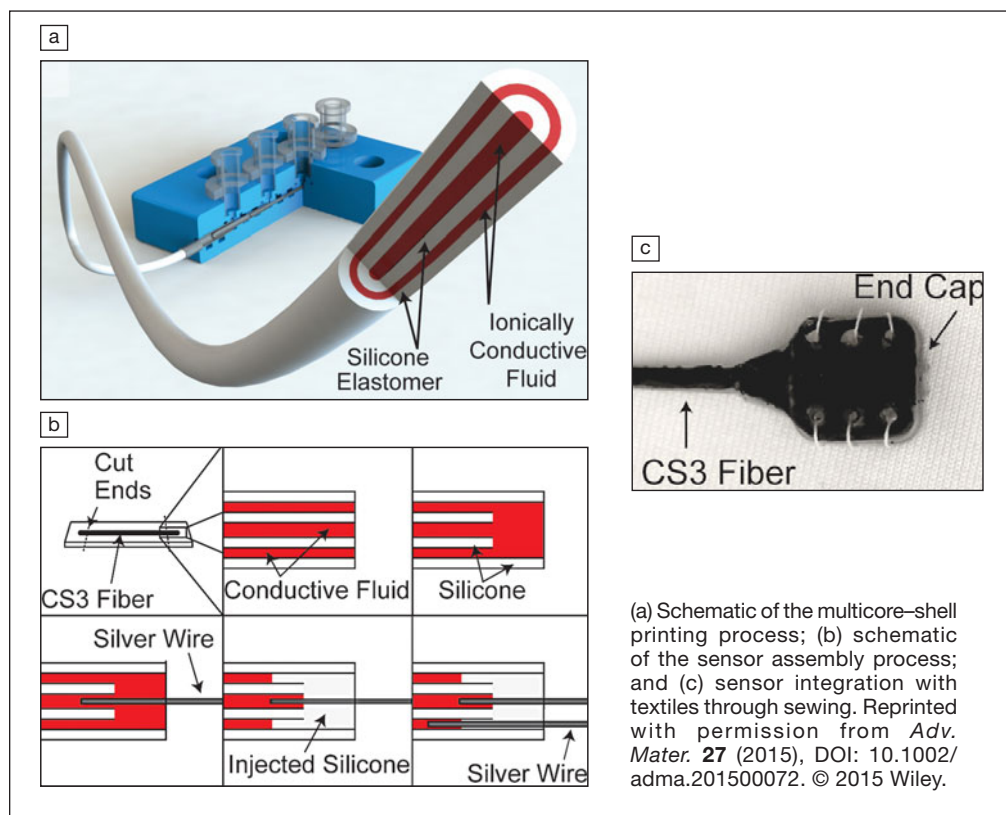 a
Silicone
Elastomer
Ionically
Conductive
Fluid
b
Cut
Ends
CS3 Fiber
Conductive Fluid
Silicone
Silver Wire
Injected Silicone
Silver Wire
c
End Cap
CS3 Fiber
(a) Schematic of the multicore–shell
printing process; (b) schematic
of the sensor assembly process;
and (c) sensor integration with
textiles through sewing. Reprinted
with permission from Adv.
Mater. 27 (2015), DOI: 10.1002/
adma.201500072. © 2015 Wiley.